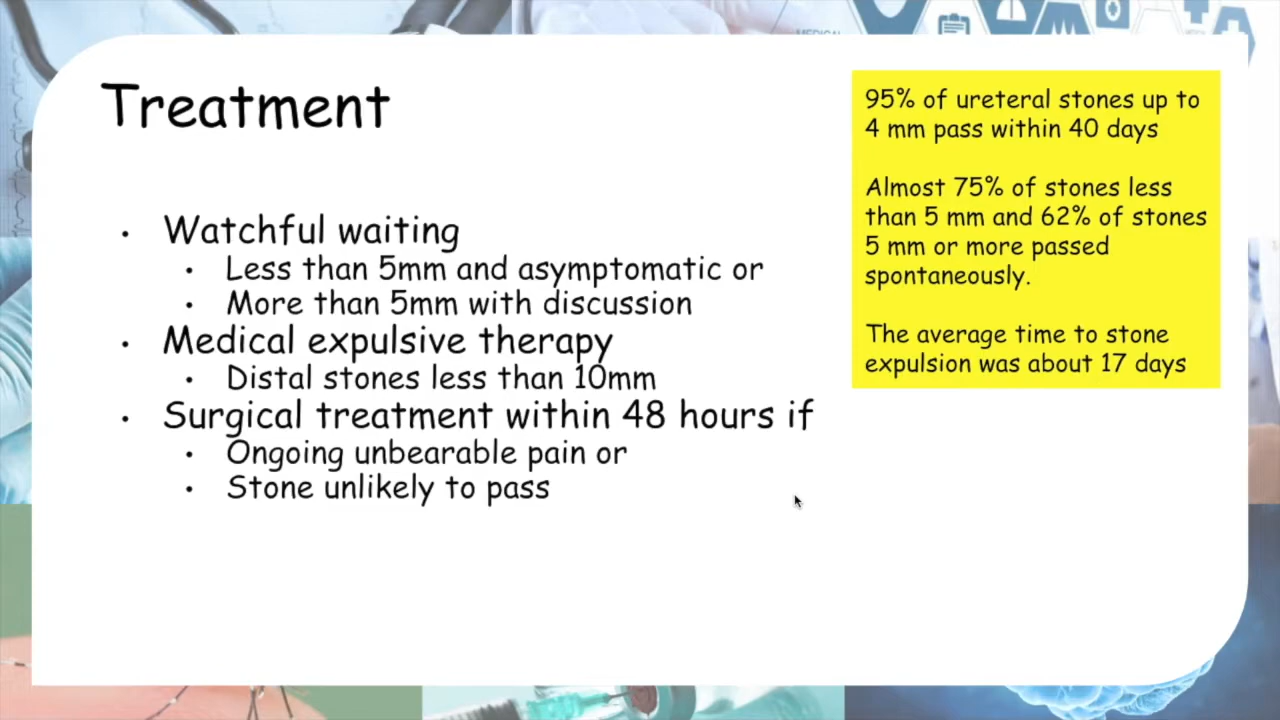 Treatment
• Watchful waiting
• Less than 5mm and asymptomatic or
• More than 5mm with discussion
• Medical expulsive therapy
• Distal stones less than 10mm
• Surgical treatment within 48 hours if
• Ongoing unbearable pain or
• Stone unlikely to pass
95% of ureteral stones up to
4 mm pass within 40 days
Almost 75% of stones less
than 5 mm and 62% of stones
5 mm or more passed
spontaneously.
The average time to stone
expulsion was about 17 days